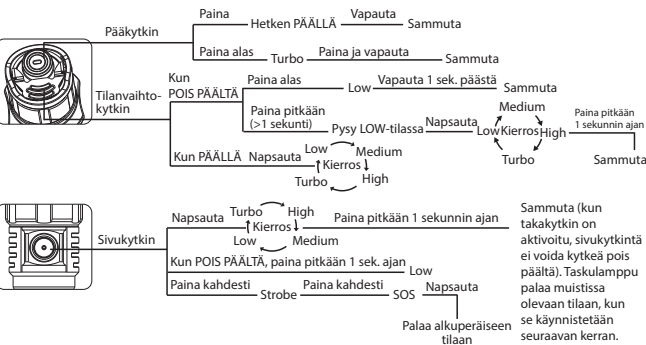 Pääkytkin
Paina
Hetken PÄÄLLÄ
Vapauta
Sammuta
Paina alas
Turbo
Paina ja vapauta
Sammuta
Tilanvaihto-
kytkin
Kun
POIS PÄÄLTÄ
Paina alas
Low
Vapauta 1 sek. päästä
Sammuta
Paina pitkään
(>1 sekunti)
Pysy LOW-tilassa
Napsauta
Low
Kierros
Medium
High
Turbo
Paina pitkään
1 sekunnin ajan
Sammuta
Kun PÄÄLLÄ
Napsauta
Low
Medium
Kierros
Turbo
High
Sivukytkin
Napsauta
Turbo
High
Kierros
Low
Medium
Paina pitkään 1 sekunnin ajan
Sammuta (kun
takakytkin on
aktivoitu, sivukytkintä
ei voida kytkeä pois
päältä). Taskulamppu
palaa muistissa
olevaan tilaan, kun
se käynnistetään
seuraavan kerran.
Kun POIS PÄÄLTÄ, paina pitkään 1 sek. ajan
Low
Paina kahdesti
Strobe
Paina kahdesti
SOS
Napsauta
Palaa alkuperäiseen
tilaan